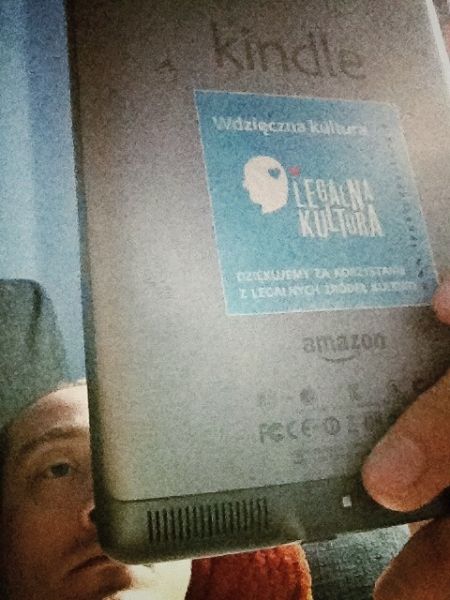 kindle
Wdzięczna kultura
LEGALNA
KULTURA
DZIĘKUJEMY ZA KORZYSTANIE
Z LEGALNYCH ŹRÓDEŁ KULTURY
amazon
FC CE